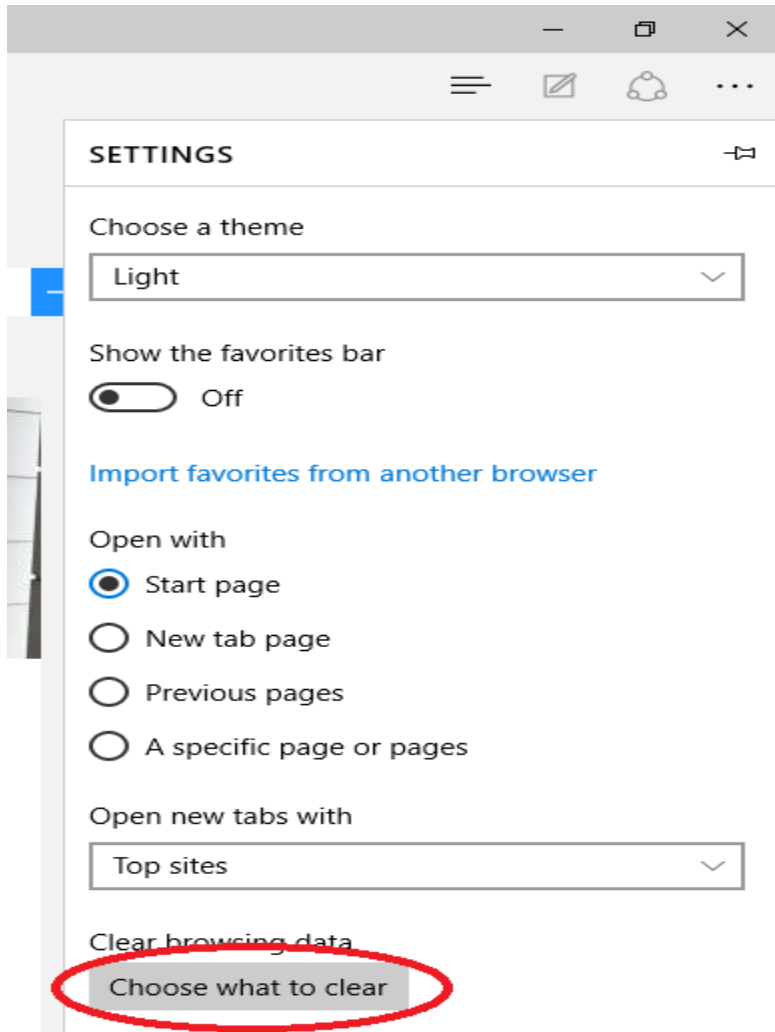 SETTINGS
Choose a theme
Light
Show the favorites bar
Off
Import favorites from another browser
Open with
Start page
New tab page
Previous pages
A specific page or pages
Open new tabs with
Top sites
Clear browsing data
Choose what to clear